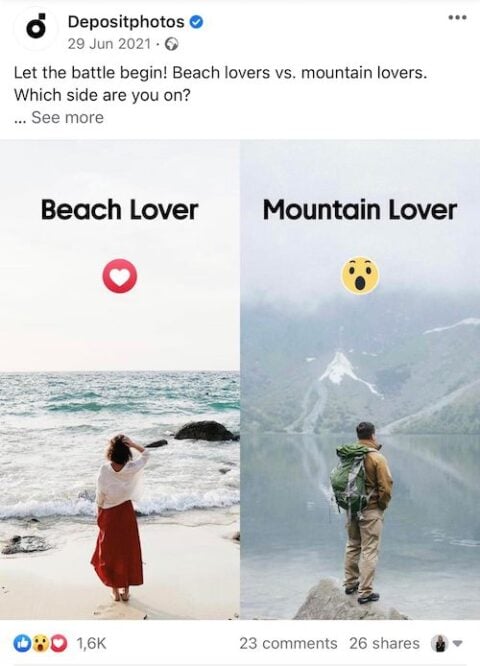 Depositphotos
29 Jun 2021 ·
Let the battle begin! Beach lovers vs. mountain lovers.
Which side are you on?
... See more
Beach Lover
Mountain Lover
1,6K
23 comments 26 shares